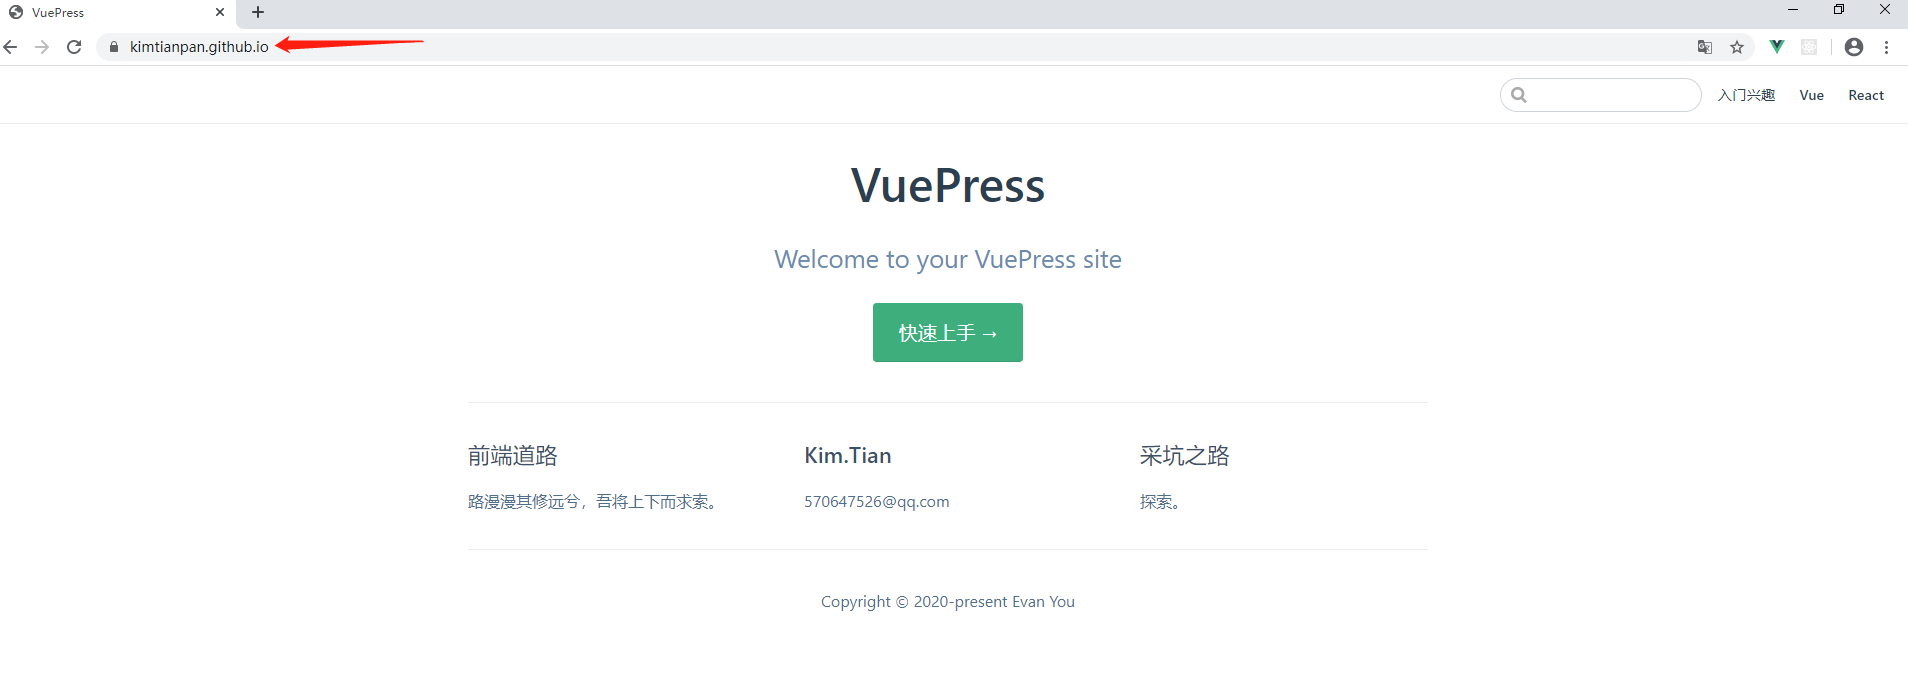 VuePress
kimtianpan.github.io
入门兴趣 Vue React
VuePress
Welcome to your VuePress site
快速上手 →
前端道路
路漫漫其修远兮，吾将上下而求索。
Kim.Tian
570647526@qq.com
采坑之路
探索。
Copyright © 2020-present Evan You